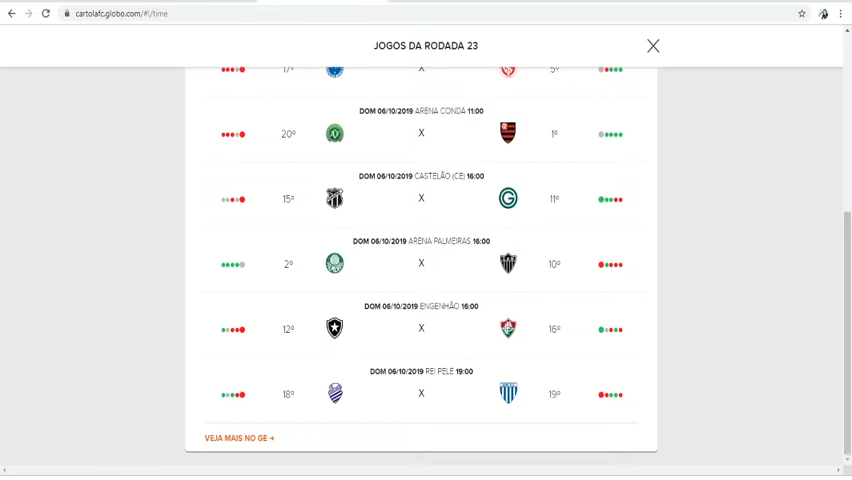 cartolafc.globo.com/#!/time
JOGOS DA RODADA 23
X
17º X 5º
DOM 06/10/2019 ARENA CONDÁ 11:00
20º X 1º
DOM 06/10/2019 CASTELÃO (CE) 16:00
15º X 11º
DOM 06/10/2019 ARENA PALMEIRAS 16:00
2º X 10º
DOM 06/10/2019 ENGENHÃO 16:00
12º X 16º
DOM 06/10/2019 REI PELÉ 19:00
18º X 19º
VEJA MAIS NO GE